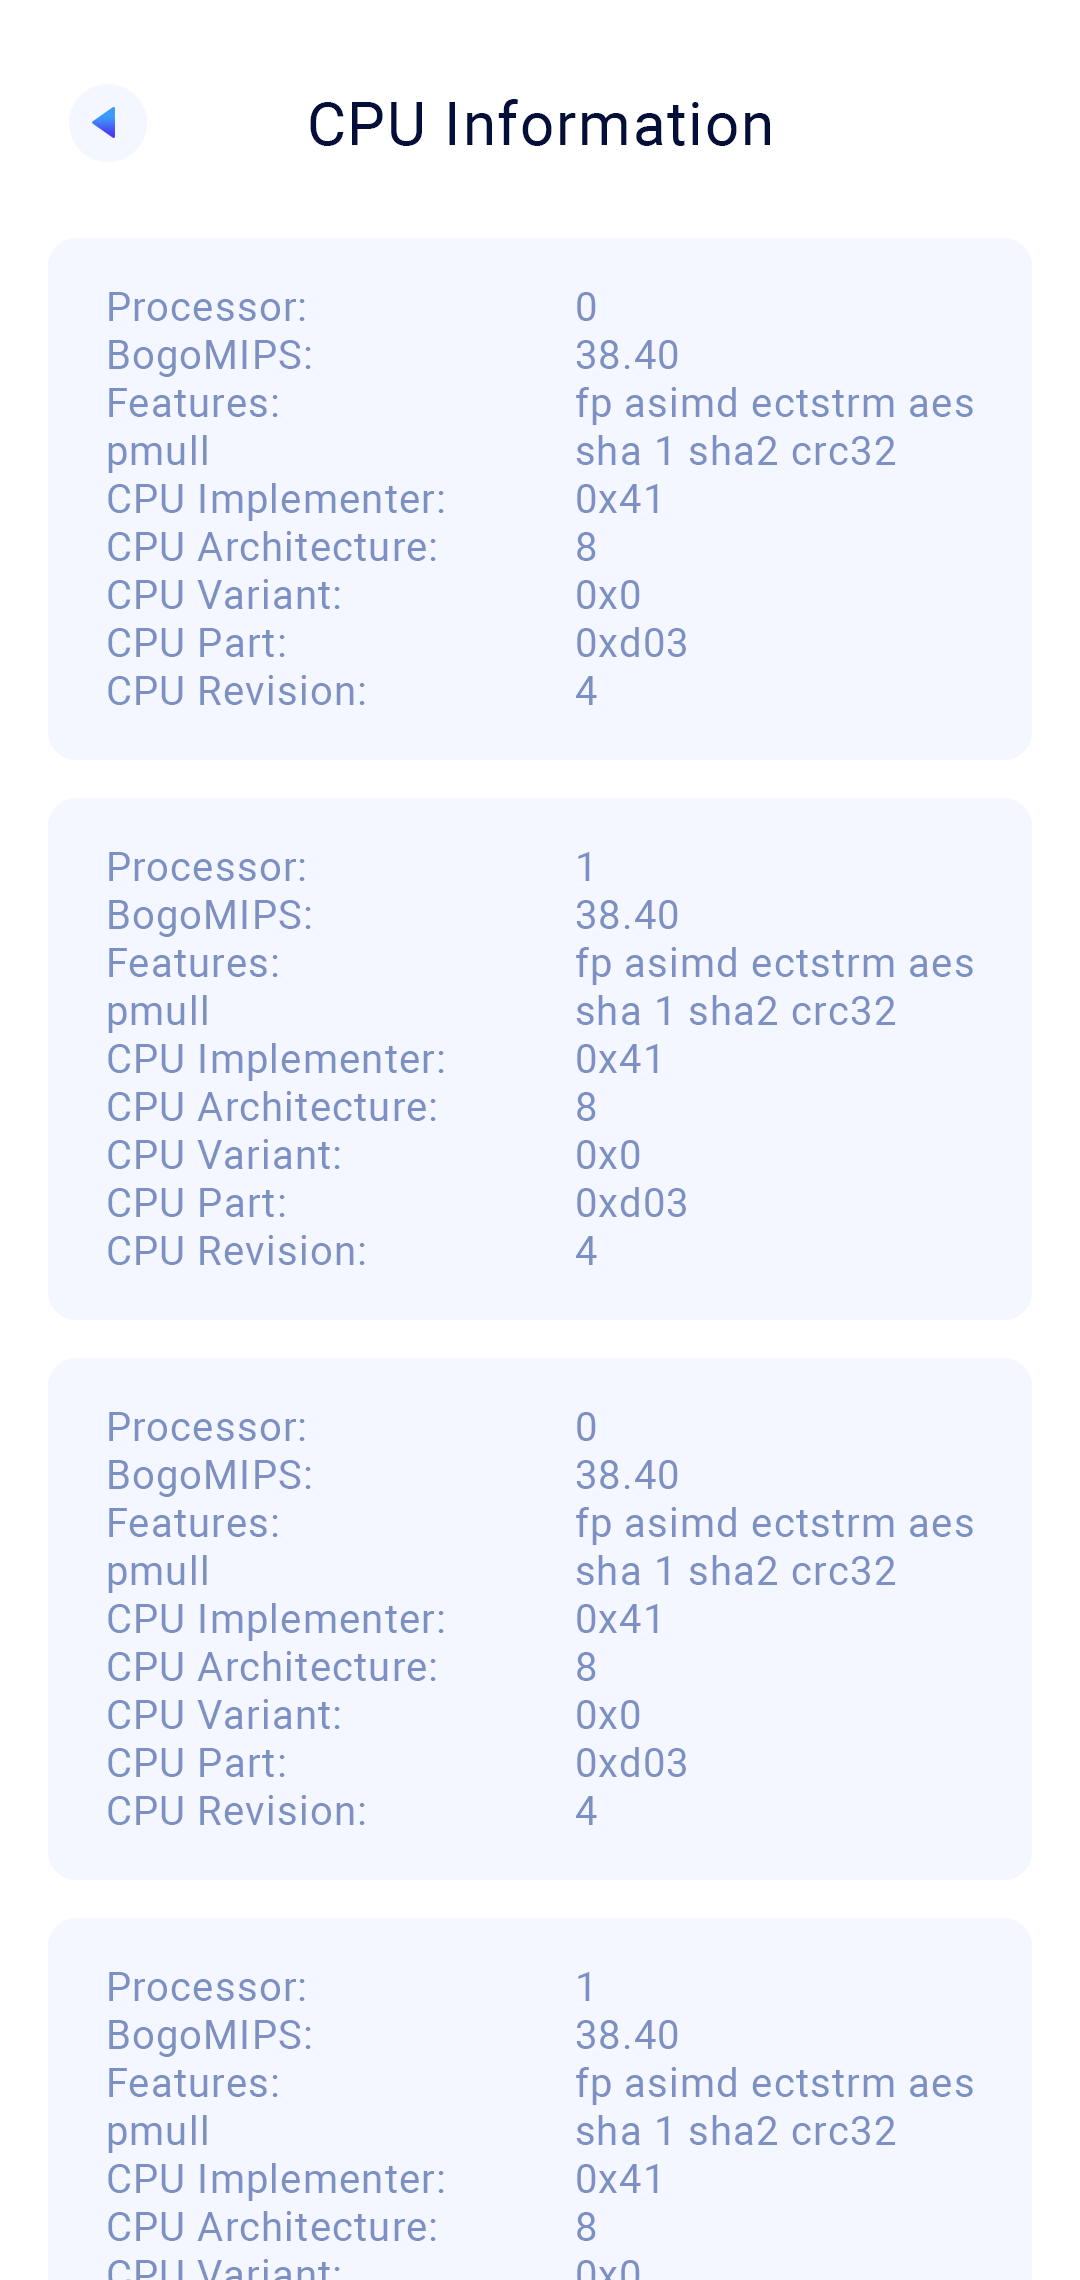 CPU Information
Processor: 0
BogoMIPS: 38.40
Features: fp asimd ectstrm aes
pmull sha 1 sha2 crc32
CPU Implementer: 0x41
CPU Architecture: 8
CPU Variant: 0x0
CPU Part: 0xd03
CPU Revision: 4
Processor: 1
BogoMIPS: 38.40
Features: fp asimd ectstrm aes
pmull sha 1 sha2 crc32
CPU Implementer: 0x41
CPU Architecture: 8
CPU Variant: 0x0
CPU Part: 0xd03
CPU Revision: 4
Processor: 0
BogoMIPS: 38.40
Features: fp asimd ectstrm aes
pmull sha 1 sha2 crc32
CPU Implementer: 0x41
CPU Architecture: 8
CPU Variant: 0x0
CPU Part: 0xd03
CPU Revision: 4
Processor: 1
BogoMIPS: 38.40
Features: fp asimd ectstrm aes
pmull sha 1 sha2 crc32
CPU Implementer: 0x41
CPU Architecture: 8
CPU Variant: 0x0